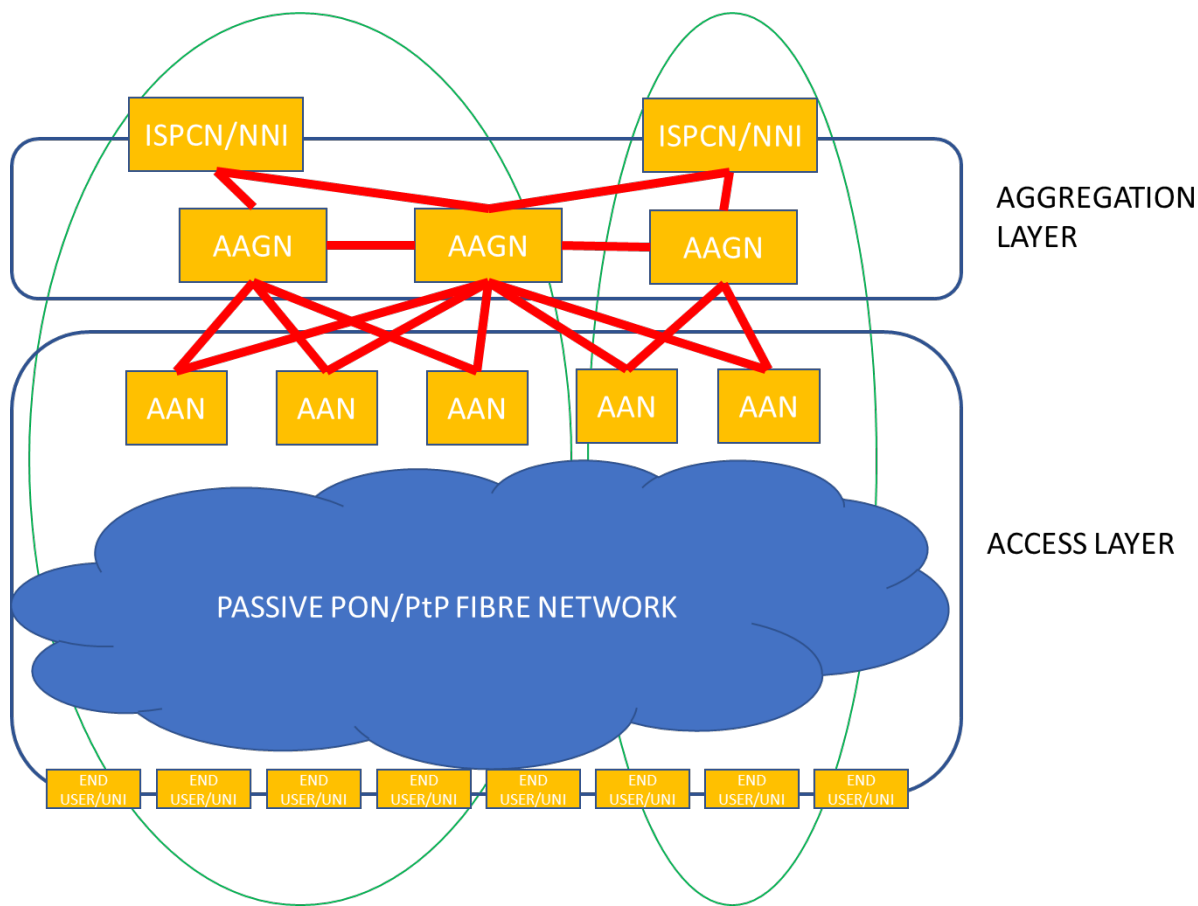 ISPCN/NNI
ISPCN/NNI
AGGREGATION
LAYER
AAGN
AAGN
AAGN
AAN
AAN
AAN
AAN
AAN
ACCESS LAYER
PASSIVE PON/PtP FIBRE NETWORK
END
USER/UNI
END
USER/UNI
END
USER/UNI
END
USER/UNI
END
USER/UNI
END
USER/UNI
END
USER/UNI
END
USER/UNI